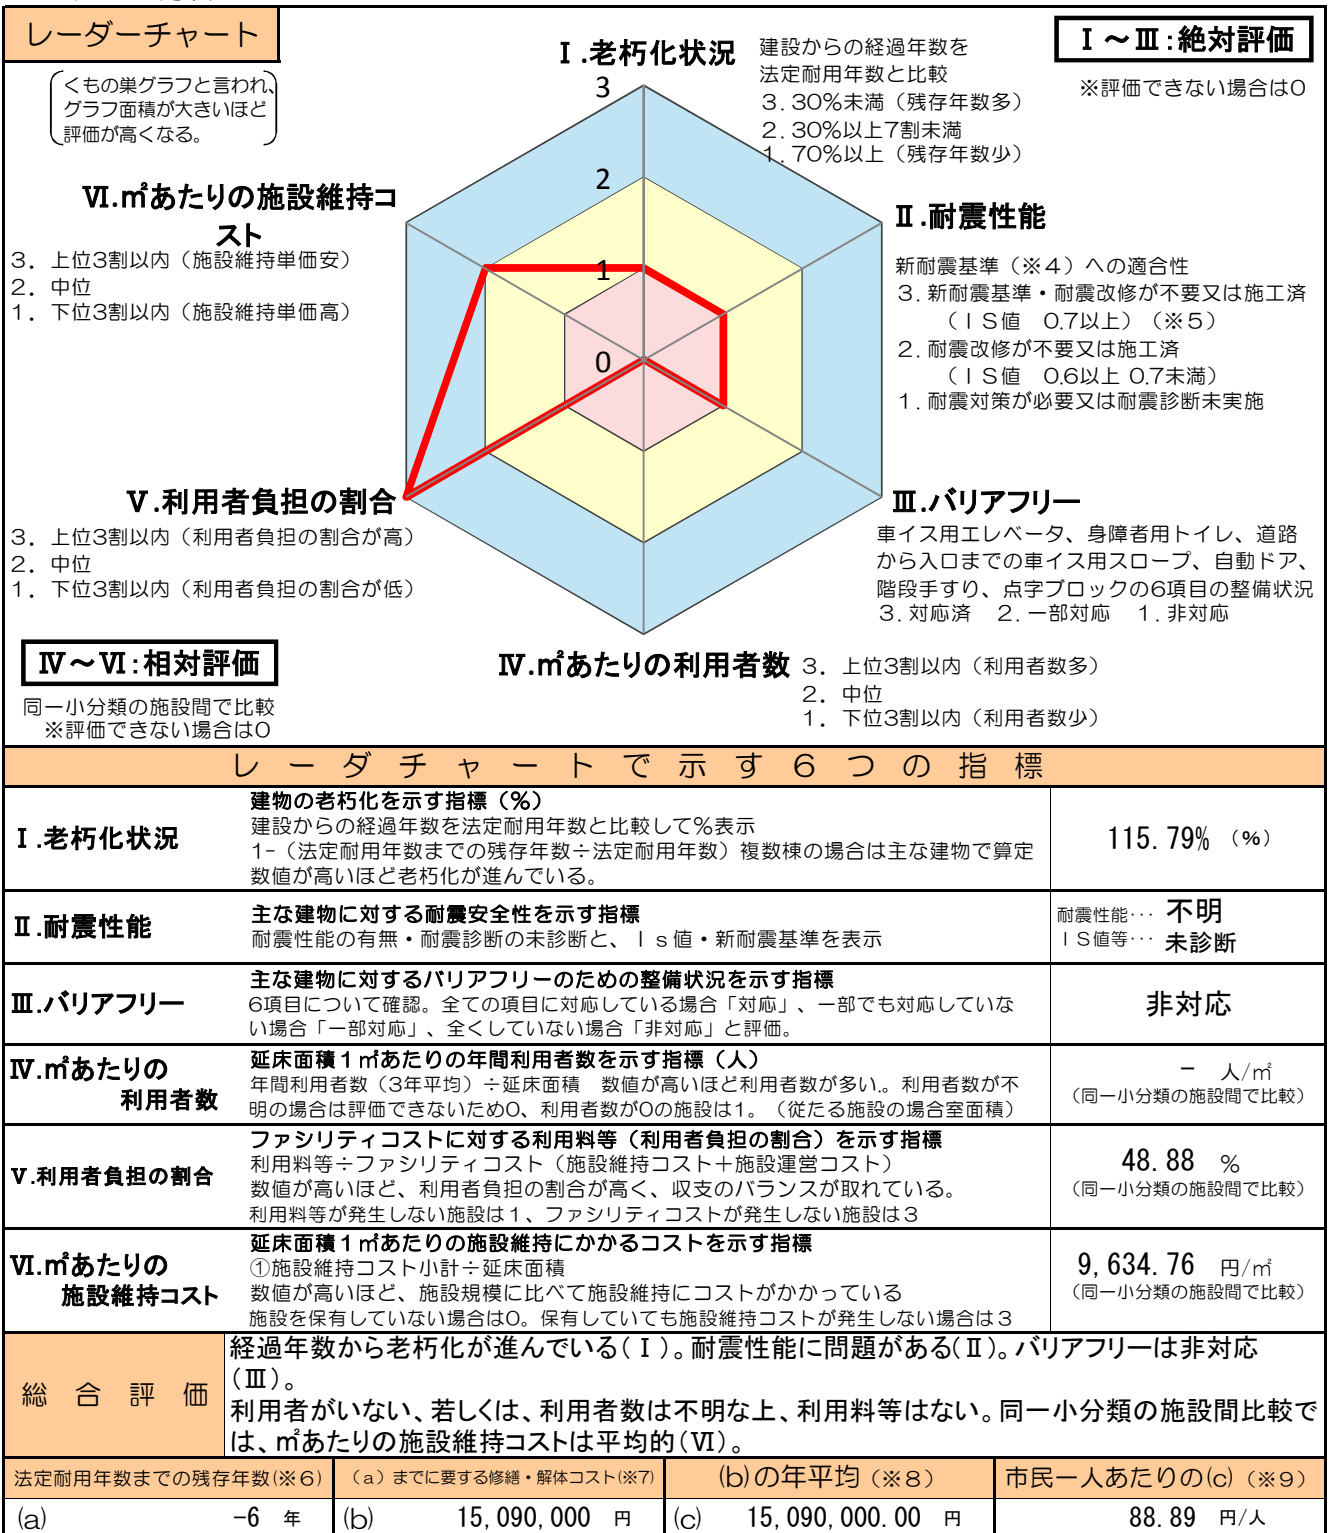 レーダーチャート
くもの巣グラフと言われ、
グラフ面積が大きいほど
評価が高くなる。
Ⅰ.老朽化状況
建設からの経過年数を
法定耐用年数と比較
3.30%未満（残存年数多）
2.30%以上7割未満
1.70%以上（残存年数少）
Ⅰ～Ⅲ:絶対評価
※評価できない場合は0
3
2
1
0
Ⅵ.㎡あたりの施設維持コ
スト
3. 上位3割以内（施設維持単価安）
2. 中位
1. 下位3割以内（施設維持単価高）
Ⅱ.耐震性能
新耐震基準（※4）への適合性
3.新耐震基準・耐震改修が不要又は施工済
（ＩＳ値 0.7以上）（※5）
2.耐震改修が不要又は施工済
（ＩＳ値 0.6以上 0.7未満）
1.耐震対策が必要又は耐震診断未実施
Ⅴ.利用者負担の割合
3. 上位3割以内（利用者負担の割合が高）
2. 中位
1. 下位3割以内（利用者負担の割合が低）
Ⅲ.バリアフリー
車イス用エレベータ、身障者用トイレ、道路
から入口までの車イス用スロープ、自動ドア、
階段手すり、点字ブロックの6項目の整備状況
3.対応済 2.一部対応 1.非対応
Ⅳ～Ⅵ:相対評価
同一小分類の施設間で比較
※評価できない場合は0
Ⅳ.㎡あたりの利用者数
3. 上位3割以内（利用者数多）
2. 中位
1. 下位3割以内（利用者数少）
レーダチャートで示す6つの指標
Ⅰ.老朽化状況
建物の老朽化を示す指標（%）
建設からの経過年数を法定耐用年数と比較して%表示
1-（法定耐用年数までの残存年数÷法定耐用年数）複数棟の場合は主な建物で算定
数値が高いほど老朽化が進んでいる。
115.79% （%）
Ⅱ.耐震性能
主な建物に対する耐震安全性を示す指標
耐震性能の有無・耐震診断の未診断と、Ｉｓ値・新耐震基準を表示
耐震性能… 不明
ＩＳ値等… 未診断
Ⅲ.バリアフリー
主な建物に対するバリアフリーのための整備状況を示す指標
6項目について確認。全ての項目に対応している場合「対応」、一部でも対応していな
い場合「一部対応」、全くしていない場合「非対応」と評価。
非対応
Ⅳ.㎡あたりの
利用者数
延床面積1㎡あたりの年間利用者数を示す指標（人）
年間利用者数（3年平均）÷延床面積 数値が高いほど利用者数が多い。利用者数が不
明の場合は評価できないため0、利用者数が0の施設は1。（従たる施設の場合室面積）
- 人/㎡
（同一小分類の施設間で比較）
Ⅴ.利用者負担の割合
ファシリティコストに対する利用料等（利用者負担の割合）を示す指標
利用料等÷ファシリティコスト（施設維持コスト＋施設運営コスト）
数値が高いほど、利用者負担の割合が高く、収支のバランスが取れている。
利用料等が発生しない施設は1、ファシリティコストが発生しない施設は3
48.88 %
（同一小分類の施設間で比較）
Ⅵ.㎡あたりの
施設維持コスト
延床面積1㎡あたりの施設維持にかかるコストを示す指標
①施設維持コスト小計÷延床面積
数値が高いほど、施設規模に比べて施設維持にコストがかかっている
施設を保有していない場合は0。保有していても施設維持コストが発生しない場合は3
9,634.76 円/㎡
（同一小分類の施設間で比較）
総合評価
経過年数から老朽化が進んでいる(Ⅰ)。耐震性能に問題がある(Ⅱ)。バリアフリーは非対応
(Ⅲ)。
利用者がいない、若しくは、利用者数は不明な上、利用料等はない。同一小分類の施設間比較で
は、㎡あたりの施設維持コストは平均的(Ⅵ)。
法定耐用年数までの残存年数(※6)
（a）までに要する修繕・解体コスト(※7)
(b)の年平均（※8）
市民一人あたりの(c)（※9）
(a) -6 年
(b) 15,090,000 円
(c) 15,090,000.00 円
88.89 円/人